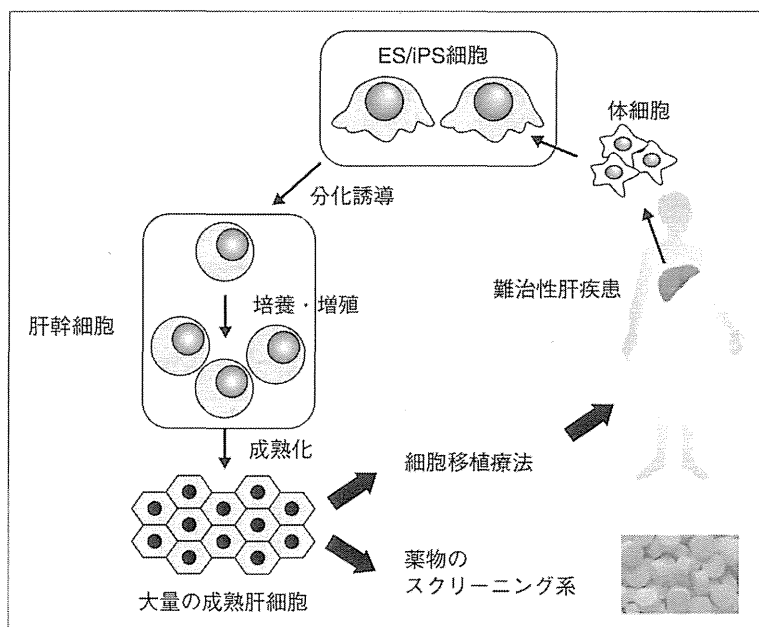 ES/iPS細胞
体細胞
分化誘導
難治性肝疾患
培養・増殖
肝幹細胞
成熟化
細胞移植療法
薬物の
スクリーニング系
大量の成熟肝細胞